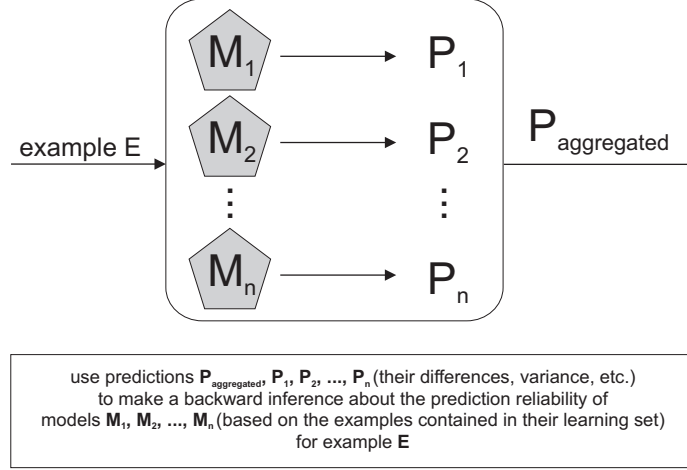 M1 P1
example E
M2 P2
Paggregated
⋮ ⋮
Mn Pn
use predictions Paggregated, P1, P2, ..., Pn (their differences, variance, etc.)
to make a backward inference about the prediction reliability of
models M1, M2, ..., Mn (based on the examples contained in their learning set)
for example E